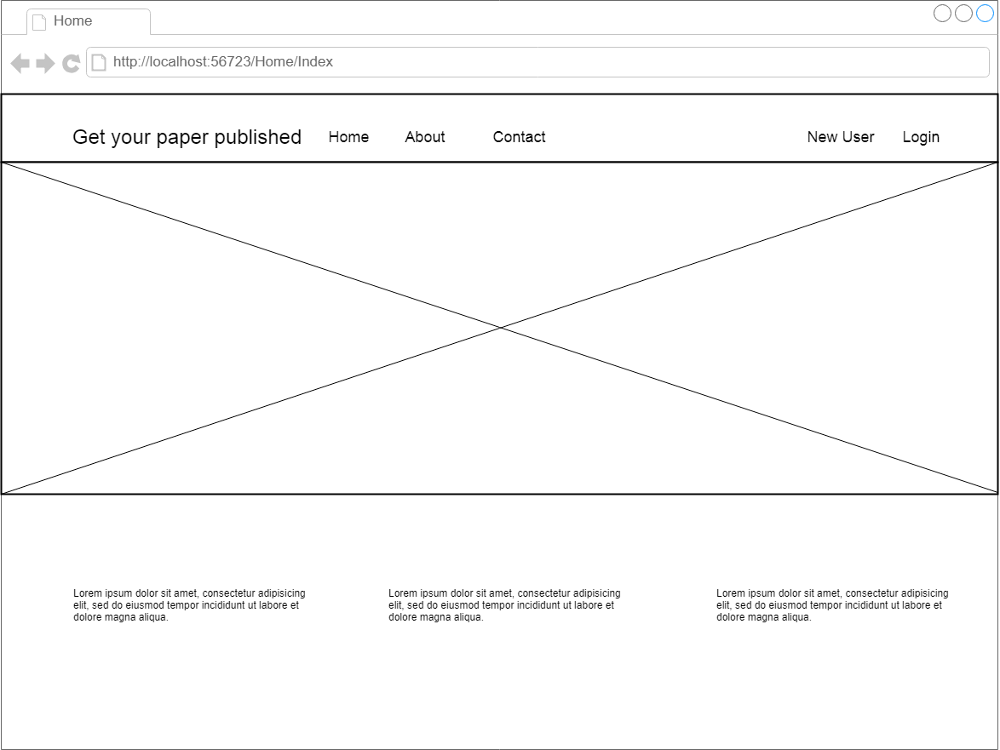 Home
http://localhost:56723/Home/Index
Get your paper published Home About Contact New User Login
Lorem ipsum dolor sit amet, consectetur adipisicing
elit, sed do eiusmod tempor incididunt ut labore et
dolore magna aliqua.
Lorem ipsum dolor sit amet, consectetur adipisicing
elit, sed do eiusmod tempor incididunt ut labore et
dolore magna aliqua.
Lorem ipsum dolor sit amet, consectetur adipisicing
elit, sed do eiusmod tempor incididunt ut labore et
dolore magna aliqua.